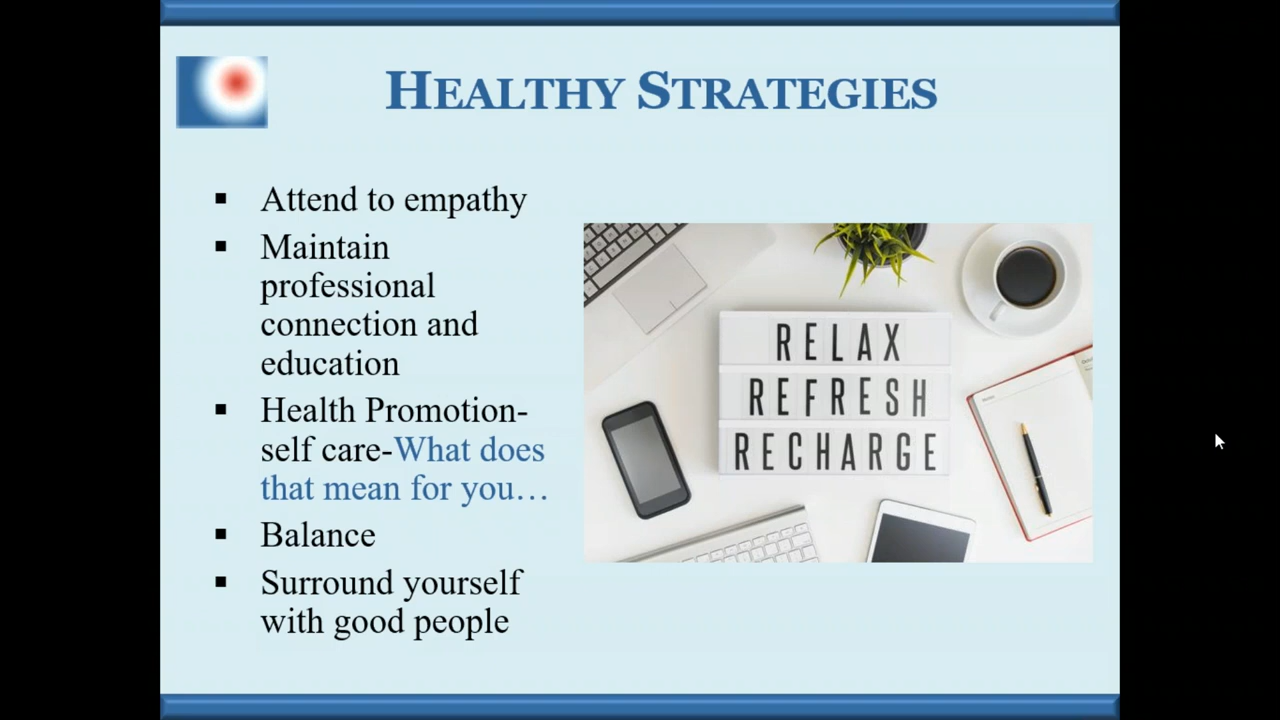 HEALTHY STRATEGIES
▪ Attend to empathy
▪ Maintain
professional
connection and
education
▪ Health Promotion-
self care-What does
that mean for you…
▪ Balance
▪ Surround yourself
with good people
RELAX
REFRESH
RECHARGE